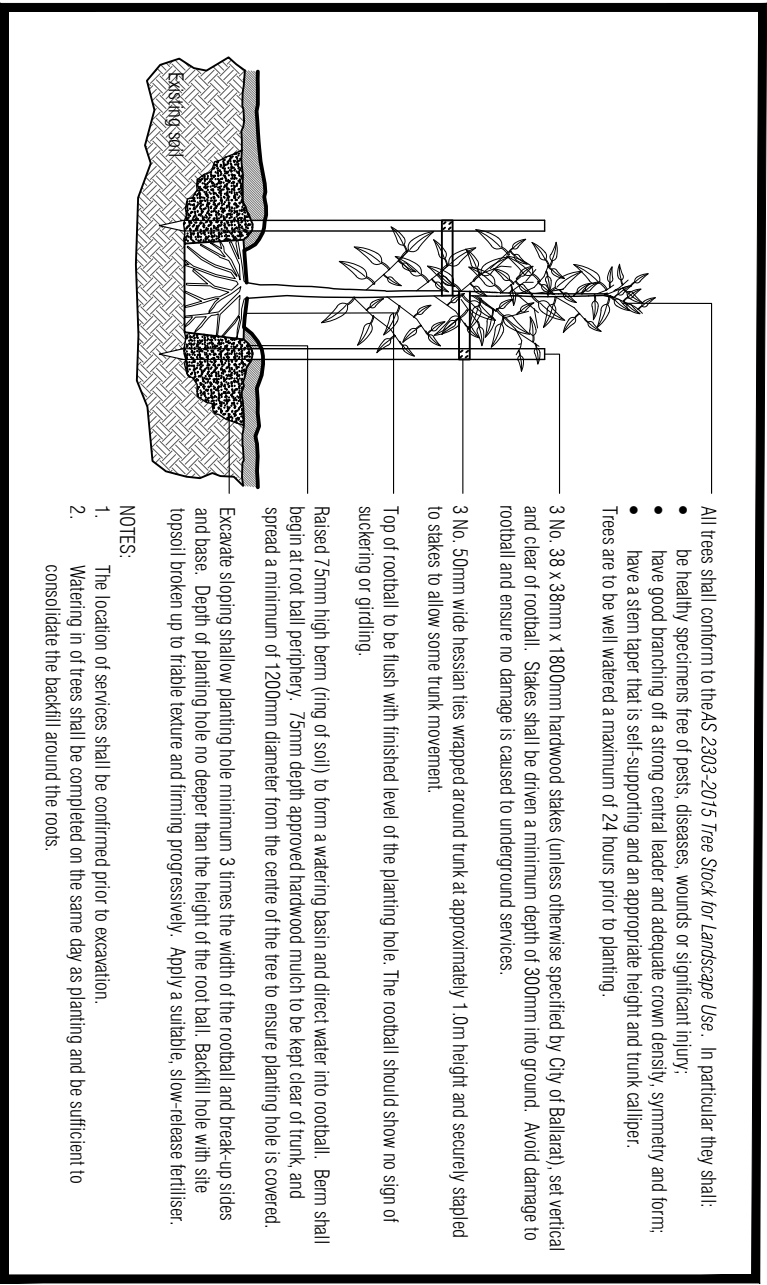 All trees shall conform to theAS 2303-2015 Tree Stock for Landscape Use. In particular they shall:
• be healthy specimens free of pests, diseases, wounds or significant injury;
• have good branching off a strong central leader and adequate crown density, symmetry and form;
• have a stem taper that is self-supporting and an appropriate height and trunk calliper.
Trees are to be well watered a maximum of 24 hours prior to planting.
3 No. 38 x 38mm x 1800mm hardwood stakes (unless otherwise specified by City of Ballarat), set vertical
and clear of rootball. Stakes shall be driven a minimum depth of 300mm into ground. Avoid damage to
rootball and ensure no damage is caused to underground services.
3 No. 50mm wide hessian ties wrapped around trunk at approximately 1.0m height and securely stapled
to stakes to allow some trunk movement.
Top of rootball to be flush with finished level of the planting hole. The rootball should show no sign of
suckering or girdling.
Raised 75mm high berm (ring of soil) to form a watering basin and direct water into rootball. Berm shall
begin at root ball periphery. 75mm depth approved hardwood mulch to be kept clear of trunk, and
spread a minimum of 1200mm diameter from the centre of the tree to ensure planting hole is covered.
Excavate sloping shallow planting hole minimum 3 times the width of the rootball and break-up sides
and base. Depth of planting hole no deeper than the height of the root ball. Backfill hole with site
topsoil broken up to friable texture and firming progressively. Apply a suitable, slow-release fertiliser.
Existing soil
NOTES:
1. The location of services shall be confirmed prior to excavation.
2. Watering in of trees shall be completed on the same day as planting and be sufficient to
consolidate the backfill around the roots.